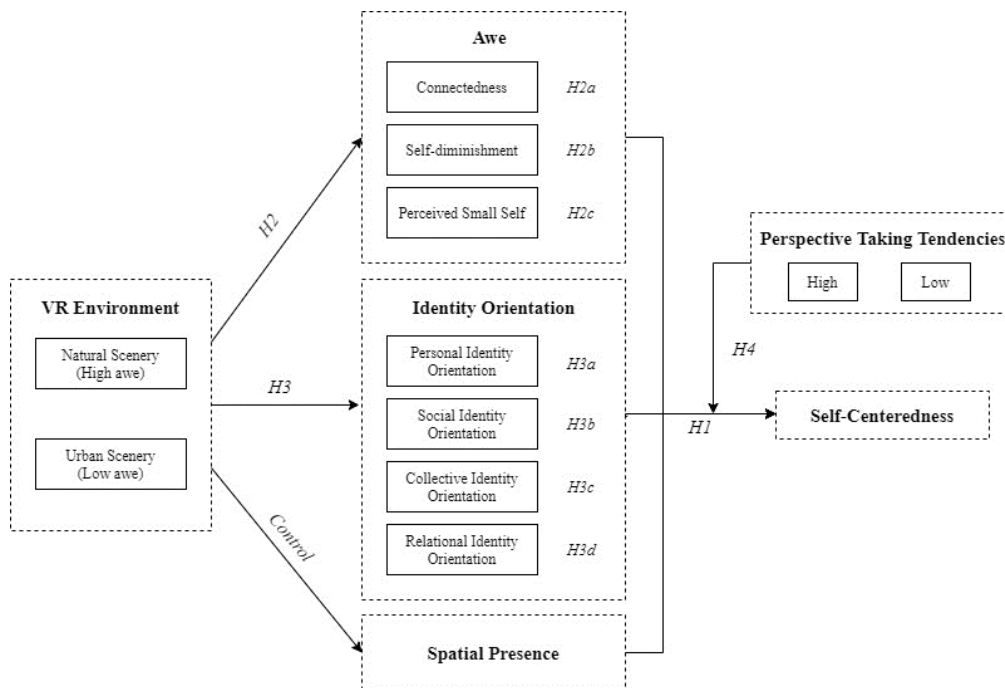 Awe
Connectedness
H2a
Self-diminishment
H2b
Perceived Small Self
H2c
H2
VR Environment
Natural Scenery
(High awe)
Urban Scenery
(Low awe)
H3
Control
Identity Orientation
Personal Identity
Orientation
H3a
Social Identity
Orientation
H3b
Collective Identity
Orientation
H3c
Relational Identity
Orientation
H3d
Spatial Presence
Perspective Taking Tendencies
High
Low
H4
H1
Self-Centeredness